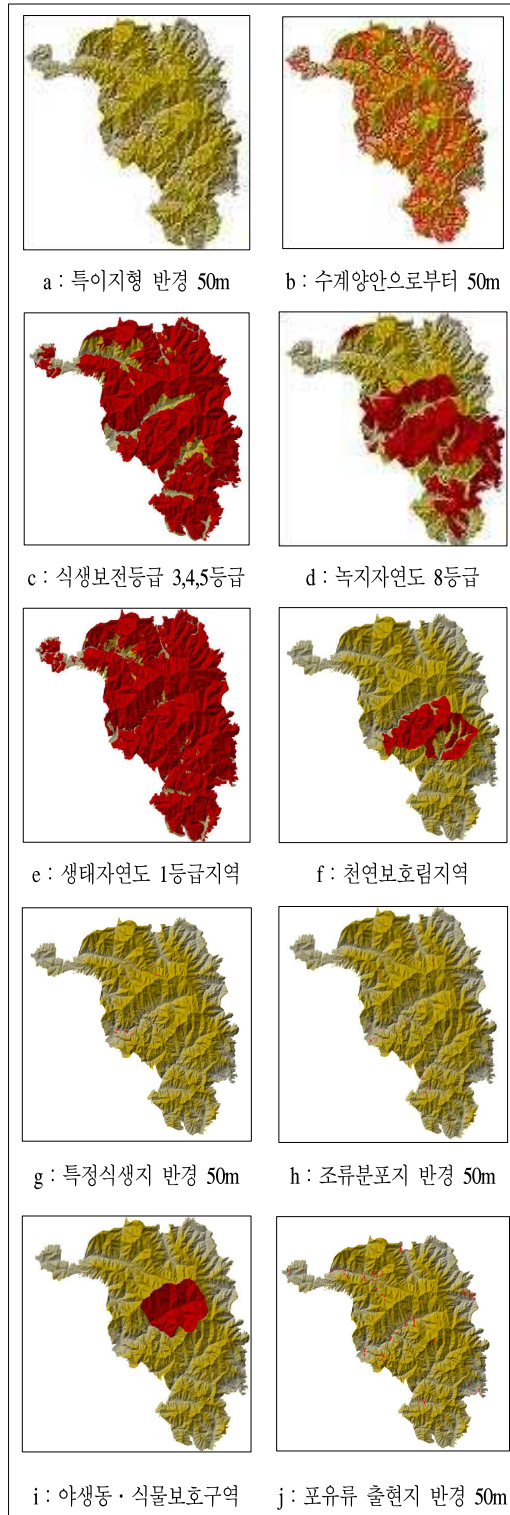 a : 특이지형 반경 50m
b : 수계양안으로부터 50m
c : 식생보전등급 3,4,5등급
d : 녹지자연도 8등급
e : 생태자연도 1등급지역
f : 천연보호림지역
g : 특정식생지 반경 50m
h : 조류분포지 반경 50m
i : 야생동・식물보호구역
j : 포유류 출현지 반경 50m